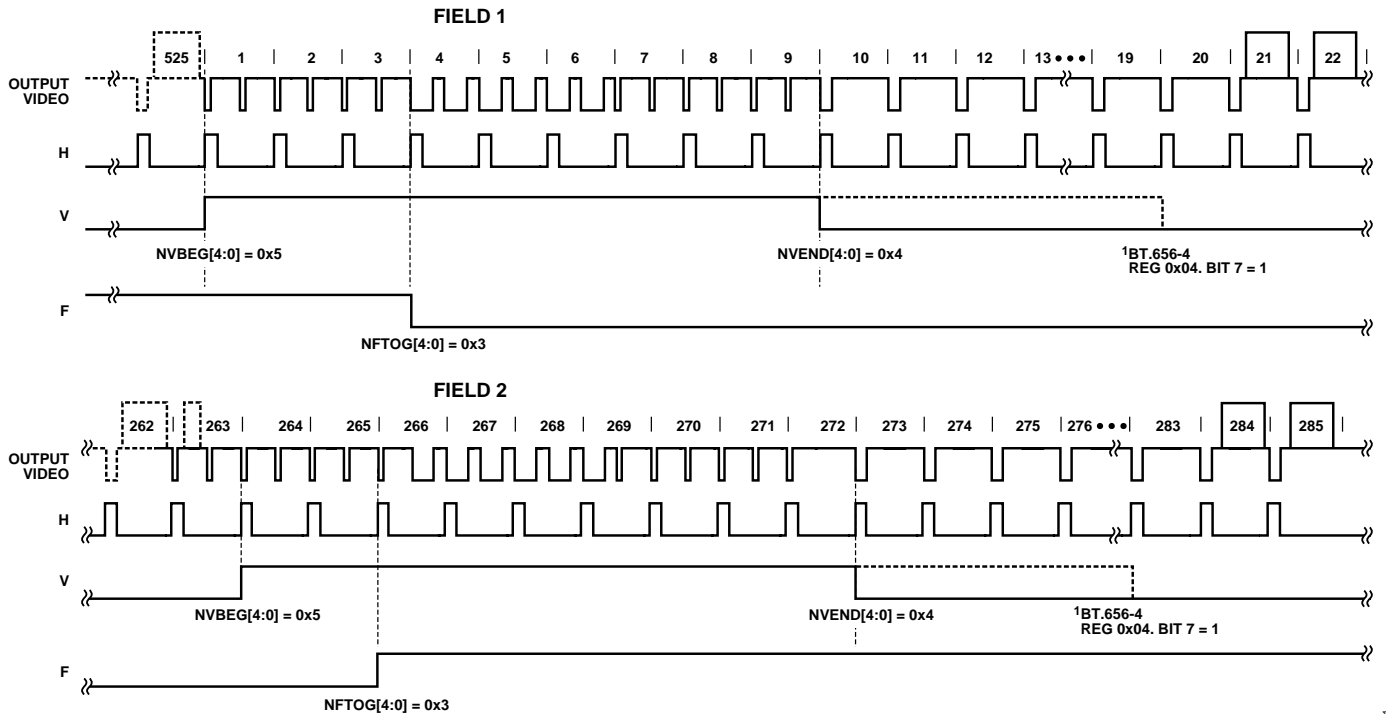 FIELD 1
525 1 2 3 4 5 6 7 8 9 10 11 12 13 ••• 19 20 21 22
OUTPUT
VIDEO
H
V
NVBEG[4:0] = 0x5
NVEND[4:0] = 0x4
1BT.656-4
REG 0x04. BIT 7 = 1
F
NFTOG[4:0] = 0x3
FIELD 2
262 263 264 265 266 267 268 269 270 271 272 273 274 275 276 ••• 283 284 285
OUTPUT
VIDEO
H
V
NVBEG[4:0] = 0x5
NVEND[4:0] = 0x4
1BT.656-4
REG 0x04. BIT 7 = 1
F
NFTOG[4:0] = 0x3